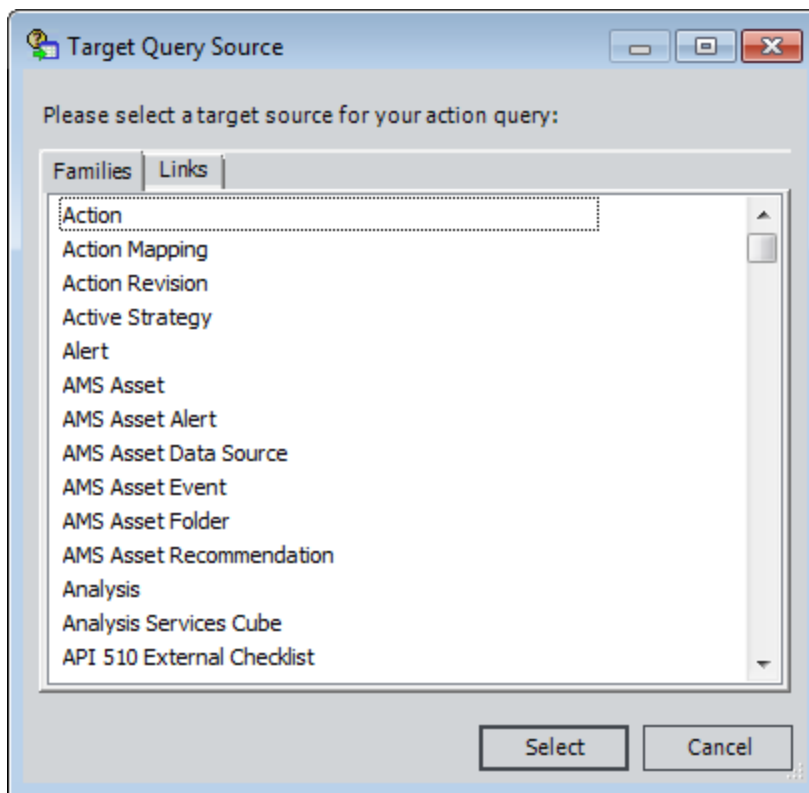 Target Query Source
Please select a target source for your action query:
Families
Links
Action
Action Mapping
Action Revision
Active Strategy
Alert
AMS Asset
AMS Asset Alert
AMS Asset Data Source
AMS Asset Event
AMS Asset Folder
AMS Asset Recommendation
Analysis
Analysis Services Cube
API 510 External Checklist
Select
Cancel